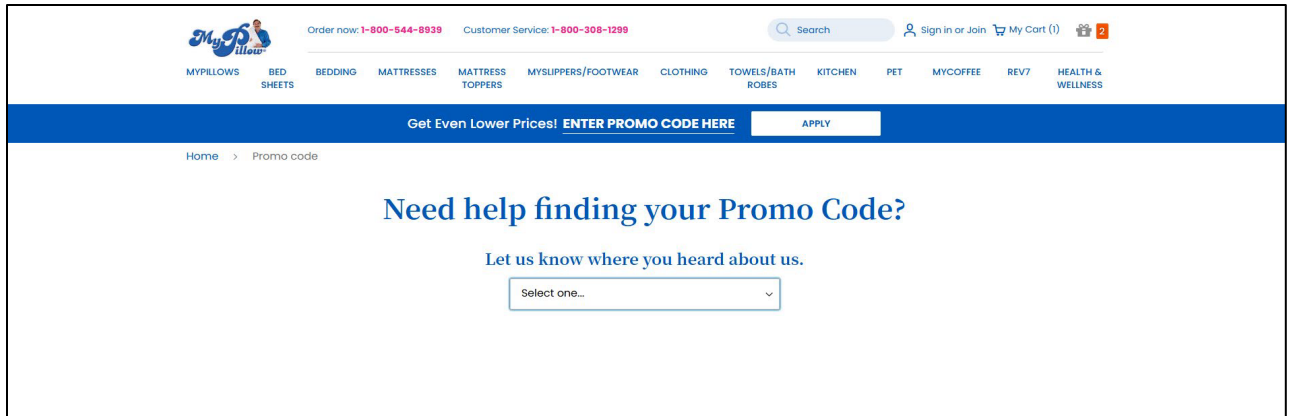 MyPillow
Order now: 1-800-544-8939 Customer Service: 1-800-308-1299
Search
Sign in or Join
My Cart (1)
2
MYPILLOWS
BED
SHEETS
BEDDING
MATTRESSES
MATTRESS
TOPPERS
MYSLIPPERS/FOOTWEAR
CLOTHING
TOWELS/BATH
ROBES
KITCHEN
PET
MYCOFFEE
REV7
HEALTH &
WELLNESS
Get Even Lower Prices! ENTER PROMO CODE HERE
APPLY
Home > Promo code
Need help finding your Promo Code?
Let us know where you heard about us.
Select one...